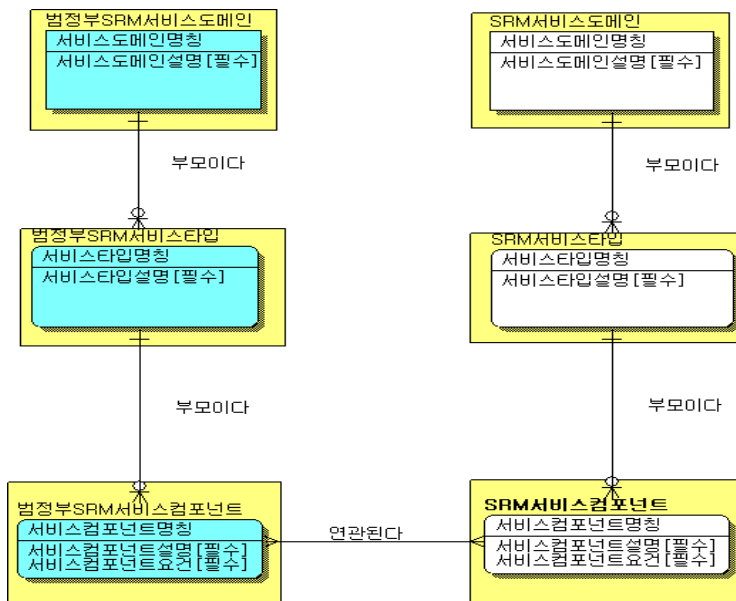 범정부SRM서비스도메인
서비스도메인명칭
서비스도메인설명[필수]
SRM서비스도메인
서비스도메인명칭
서비스도메인설명[필수]
부모이다
부모이다
범정부SRM서비스타입
서비스타입명칭
서비스타입설명[필수]
SRM서비스타입
서비스타입명칭
서비스타입설명[필수]
부모이다
부모이다
범정부SRM서비스컴포넌트
서비스컴포넌트명칭
서비스컴포넌트설명[필수]
서비스컴포넌트요건[필수]
연관된다
SRM서비스컴포넌트
서비스컴포넌트명칭
서비스컴포넌트설명[필수]
서비스컴포넌트요건[필수]